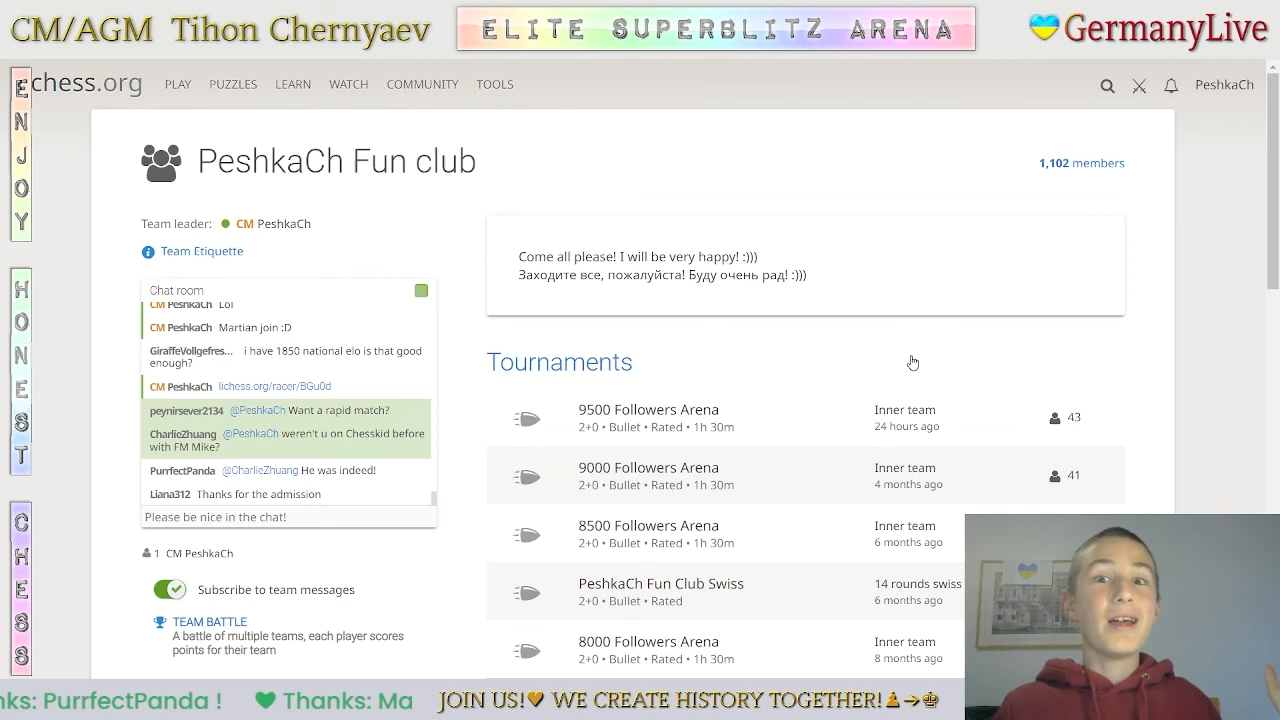 CM/AGM Tihon Chernyaev
ELITE SUPERBLITZ ARENA
GermanyLive
ENJOY
HONEST
CHESS
chess.org
PLAY PUZZLES LEARN WATCH COMMUNITY TOOLS
PeshkaCh
PeshkaCh Fun club
1,102 members
Team leader: CM PeshkaCh
Team Etiquette
Come all please! I will be very happy! :)))
Заходите все, пожалуйста! Буду очень рад! :)))
Chat room
CM PeshkaCh Lol
CM PeshkaCh Martian join :D
GiraffeVollgefres... i have 1850 national elo is that good
enough?
CM PeshkaCh lichess.org/racer/BGu0d
peynirsever2134 @PeshkaCh Want a rapid match?
CharlieZhuang @PeshkaCh weren't u on Chesskid before
with FM Mike?
PurrfectPanda @CharlieZhuang He was indeed!
Liana312 Thanks for the admission
Please be nice in the chat!
1 CM PeshkaCh
Subscribe to team messages
TEAM BATTLE
A battle of multiple teams, each player scores
points for their team
Tournaments
9500 Followers Arena Inner team 43
2+0 • Bullet • Rated • 1h 30m 24 hours ago
9000 Followers Arena Inner team 41
2+0 • Bullet • Rated • 1h 30m 4 months ago
8500 Followers Arena Inner team
2+0 • Bullet • Rated • 1h 30m 6 months ago
PeshkaCh Fun Club Swiss 14 rounds swiss
2+0 • Bullet • Rated 6 months ago
8000 Followers Arena Inner team
2+0 • Bullet • Rated • 1h 30m 8 months ago
nks: PurrfectPanda ! Thanks: Ma
JOIN US!🧡 WE CREATE HISTORY TOGETHER!♟→♚